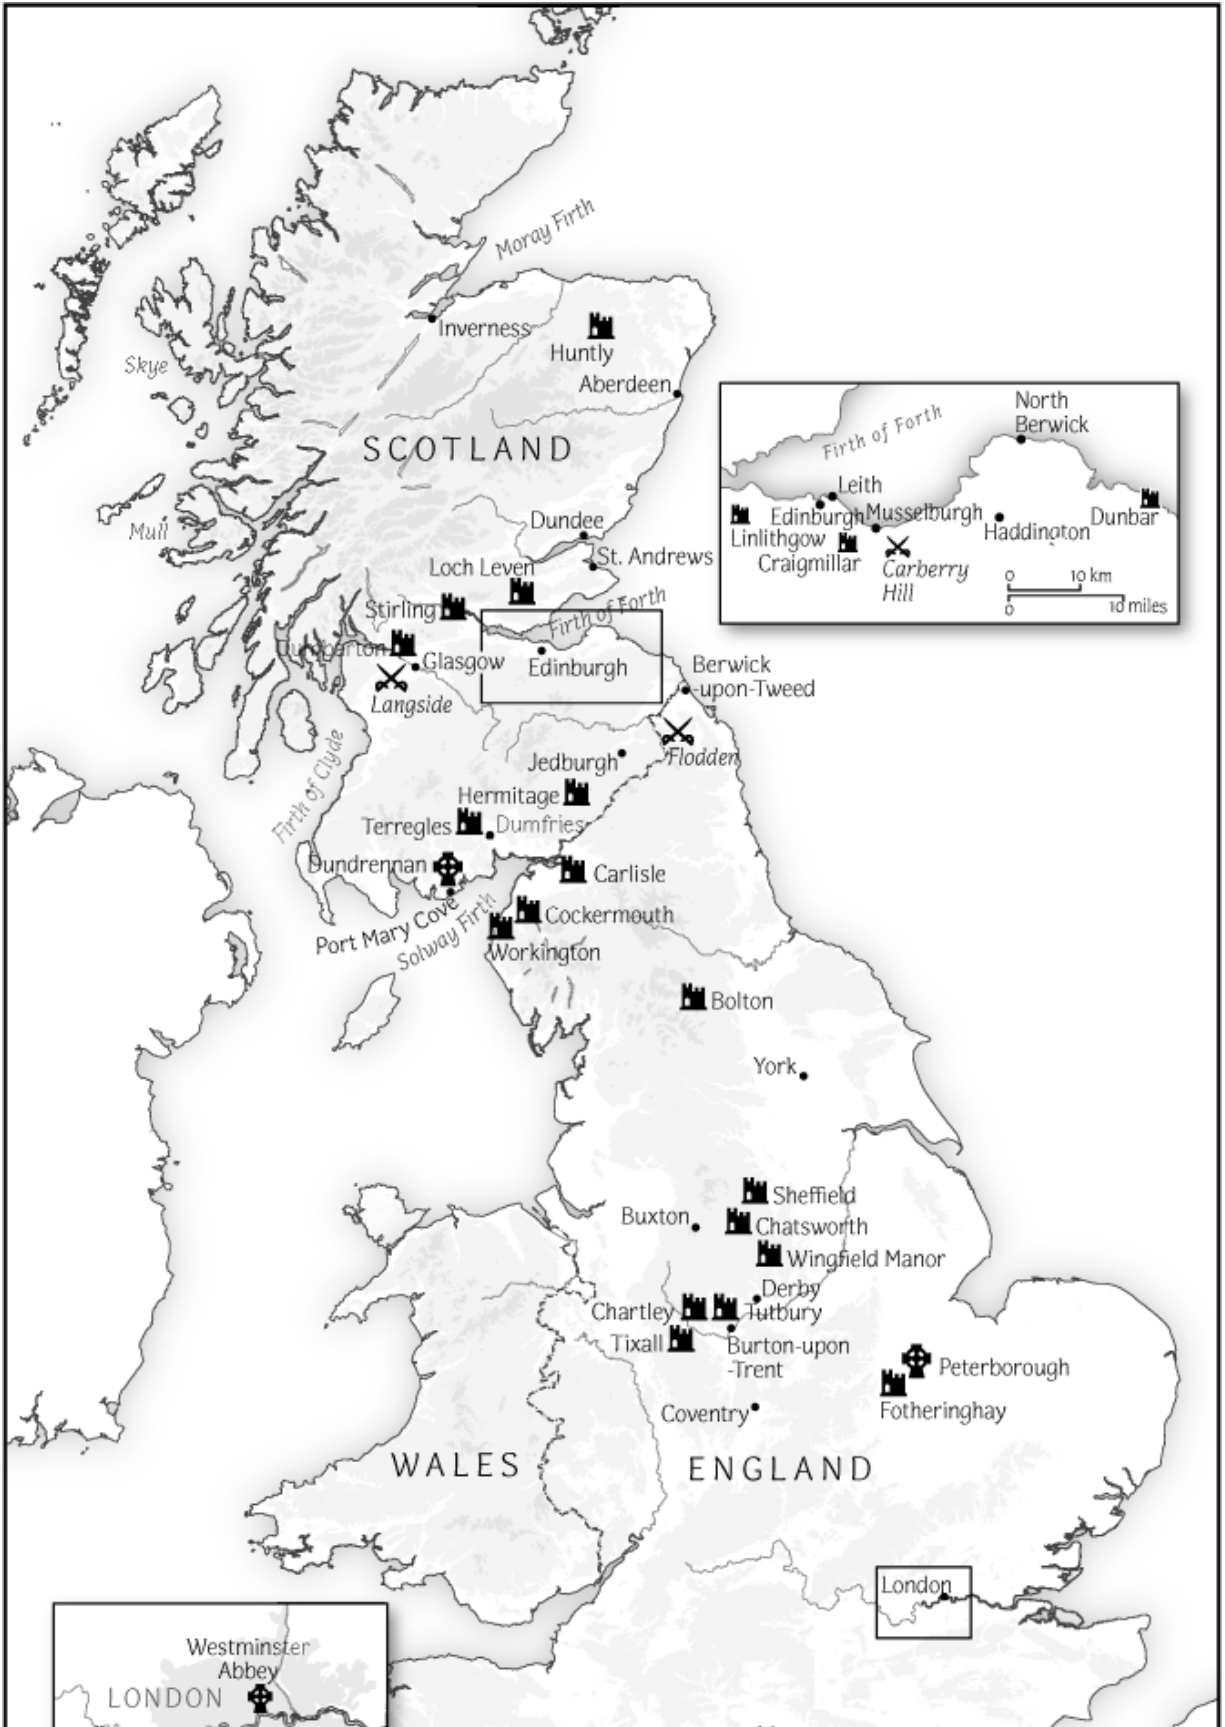 Moray Firth
Inverness
Huntly
Skye
Aberdeen
SCOTLAND
North
Berwick
Firth of Forth
Leith
Edinburgh
Musselburgh
Haddington
Dunbar
Linlithgow
Craigmillar
Carberry
Hill
0 10 km
0 10 miles
Mull
Dundee
St. Andrews
Loch Leven
Stirling
Firth of Forth
Dumbarton
Glasgow
Edinburgh
Langside
Berwick
-upon-Tweed
Flodden
Jedburgh
Firth of Clyde
Hermitage
Terregles
Dumfries
Dundrennan
Carlisle
Port Mary Cove
Solway Firth
Cockermouth
Workington
Bolton
York
Sheffield
Buxton
Chatsworth
Wingfield Manor
Derby
Chartley
Tutbury
Tixall
Burton-upon
-Trent
Peterborough
Fotheringhay
Coventry
WALES
ENGLAND
London
Westminster
Abbey
LONDON